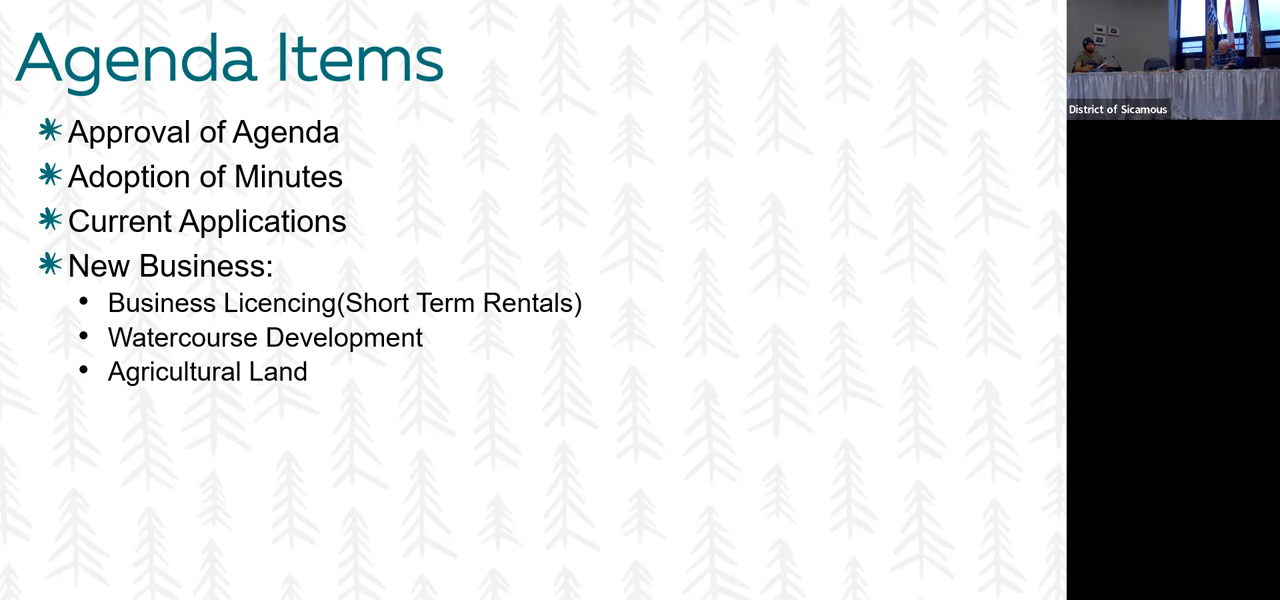 Agenda Items
Approval of Agenda
Adoption of Minutes
Current Applications
New Business:
Business Licencing(Short Term Rentals)
Watercourse Development
Agricultural Land
District of Sicamous